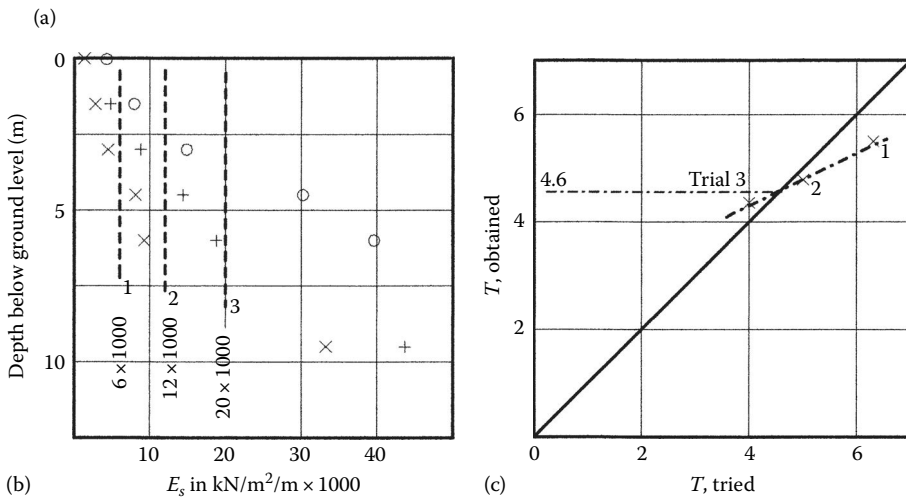 (a)
0
5
10
Depth below ground level (m)
1
2
3
6 × 1000
12 × 1000
20 × 1000
10
20
30
40
(b)
E_s in kN/m²/m × 1000
6
4
2
T, obtained
4.6
Trial 3
1
2
0
2
4
6
(c)
T, tried